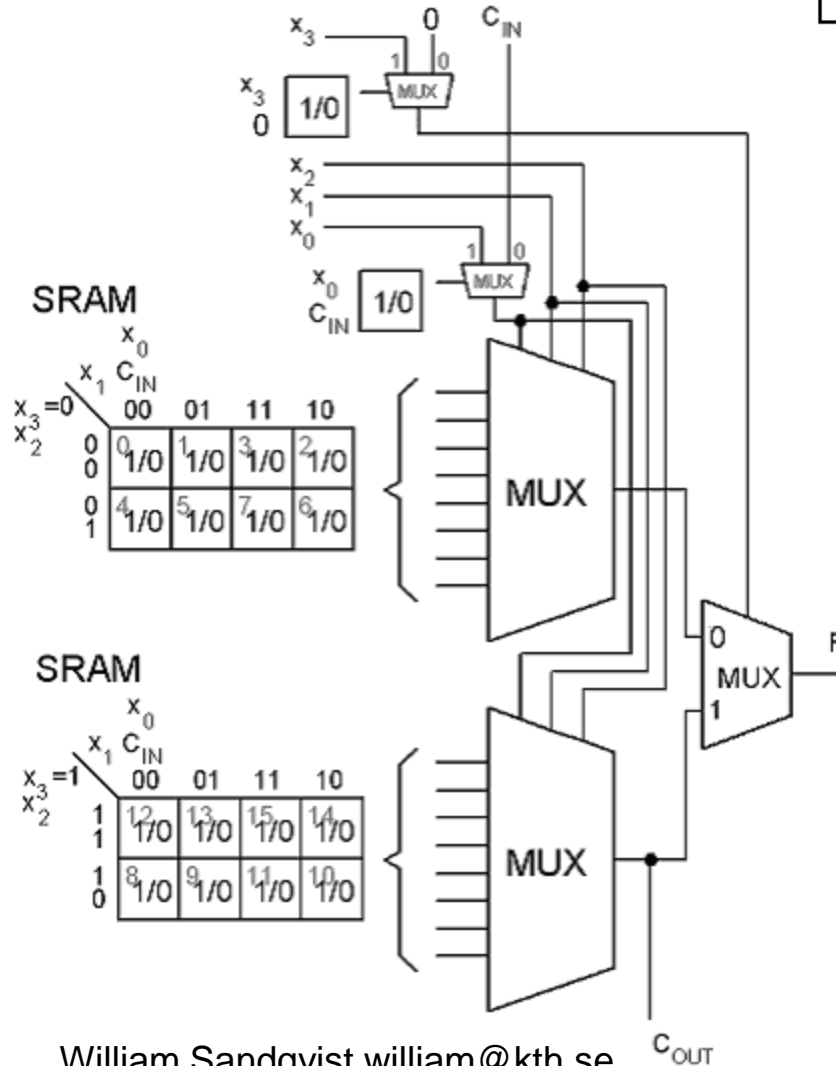 x3 0 CIN
1 0
MUX
x3
0
1/0
x2
x1
x0
1 0
MUX
x0
CIN
1/0
SRAM
x0
x1 CIN
x3=0
x2
00 01 11 10
0
0
0 1/0 1 1/0 3 1/0 2 1/0
0
1
4 1/0 5 1/0 7 1/0 6 1/0
MUX
0
MUX
1
F
SRAM
x0
x1 CIN
x3=1
x2
00 01 11 10
1
1
12 1/0 13 1/0 15 1/0 14 1/0
1
0
8 1/0 9 1/0 11 1/0 10 1/0
MUX
COUT
William Sandqvist william@kth.se